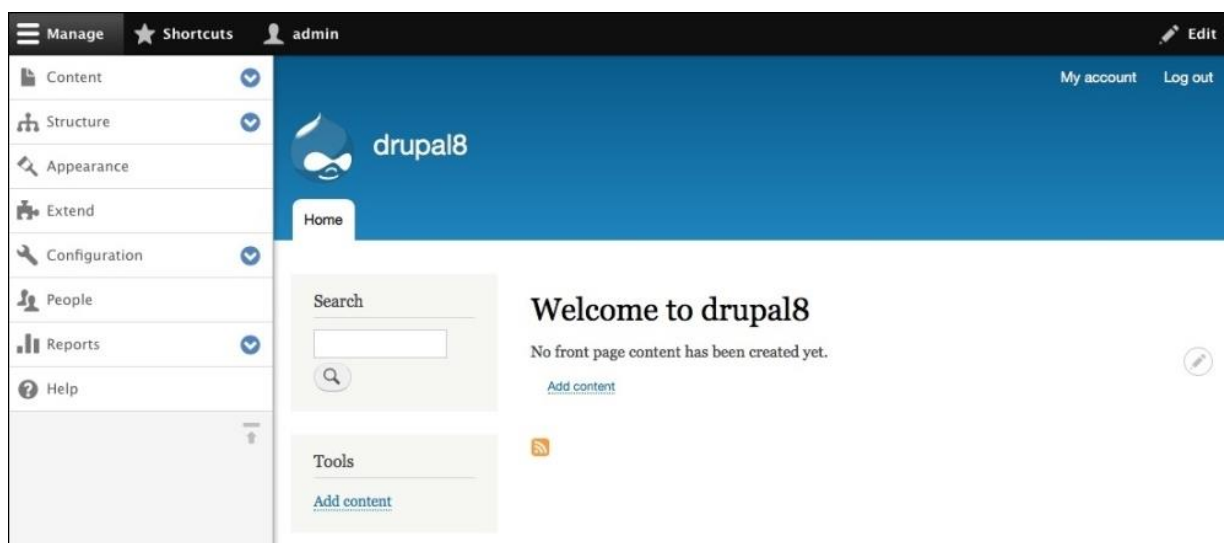 Manage Shortcuts admin Edit
Content
Structure
Appearance
Extend
Configuration
People
Reports
Help
My account Log out
drupal8
Home
Search
Tools
Add content
Welcome to drupal8
No front page content has been created yet.
Add content